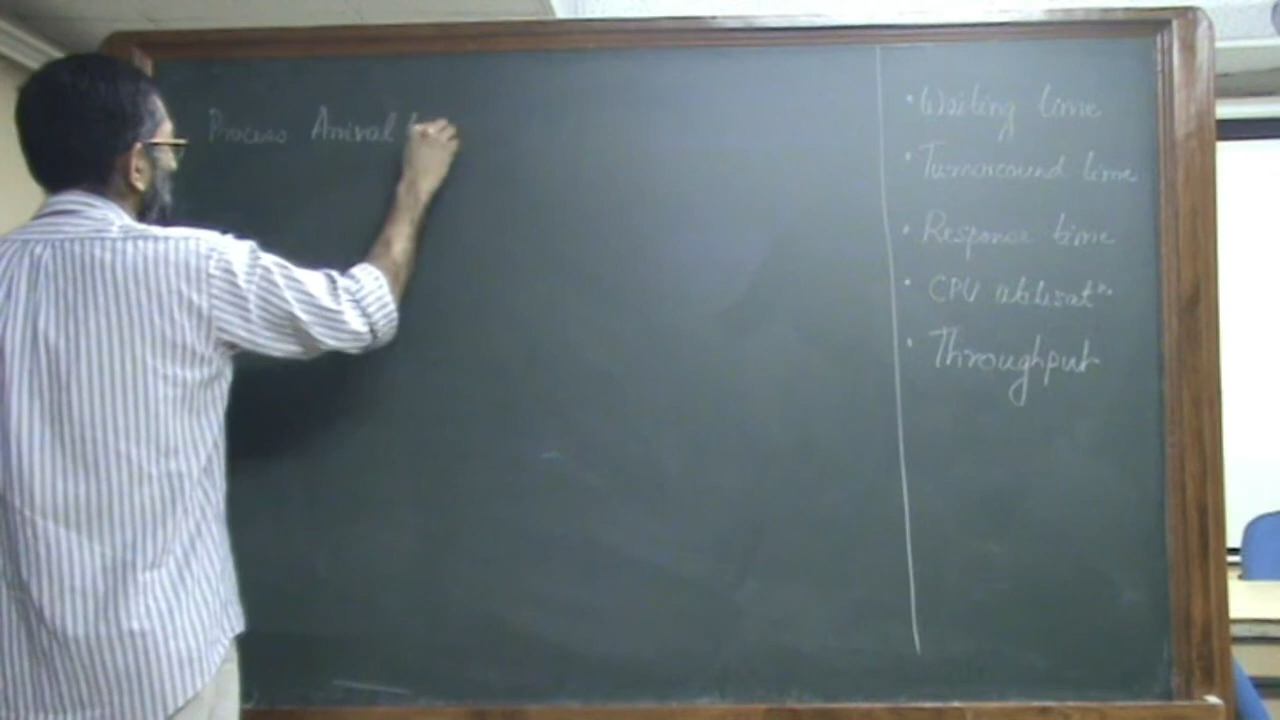 Process Arrival t
• Waiting time
• Turnaround time
• Response time
• CPU utilisatn.
• Throughput